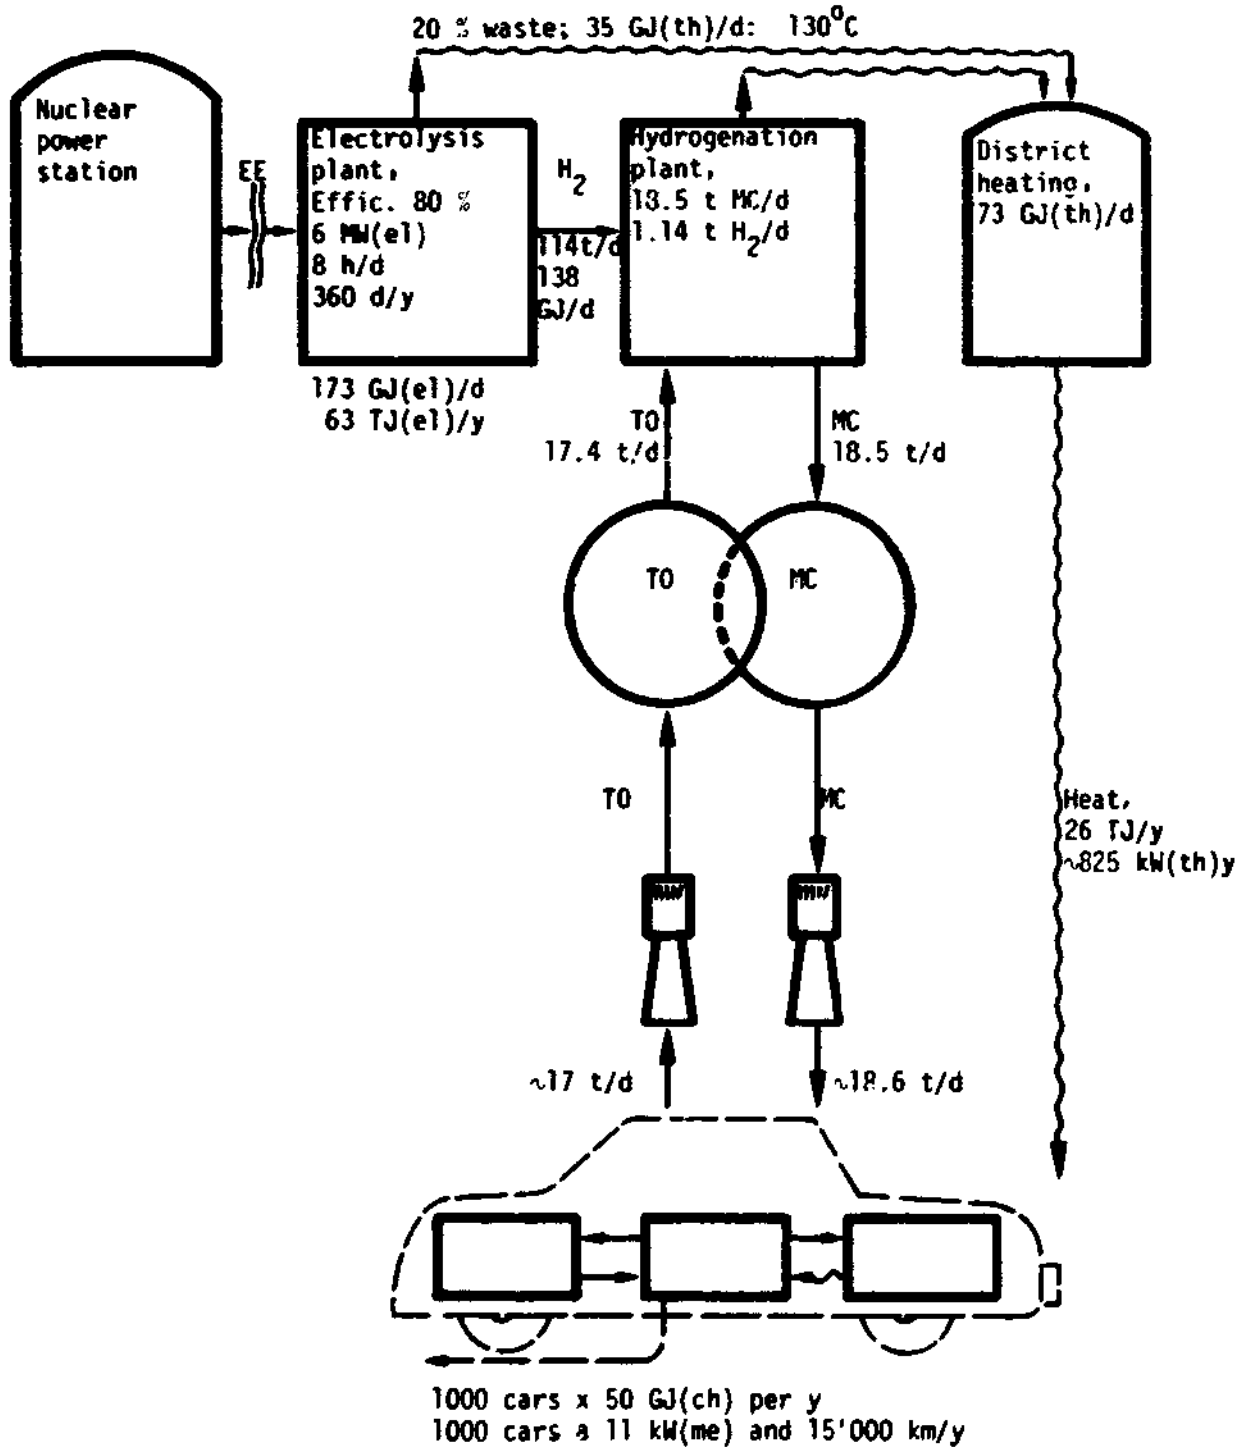 20 % waste; 35 GJ(th)/d: 130°C
Nuclear
power
station
EE
Electrolysis
plant,
Effic. 80 %
6 MW(el)
8 h/d
360 d/y
173 GJ(el)/d
63 TJ(el)/y
H2
114t/d
138
GJ/d
Hydrogenation
plant,
18.5 t MC/d
1.14 t H2/d
District
heating,
73 GJ(th)/d
TO
17.4 t/d
MC
18.5 t/d
TO
MC
TO
MC
Heat,
26 TJ/y
~825 kW(th)y
~17 t/d
~18.6 t/d
1000 cars x 50 GJ(ch) per y
1000 cars a 11 kW(me) and 15'000 km/y